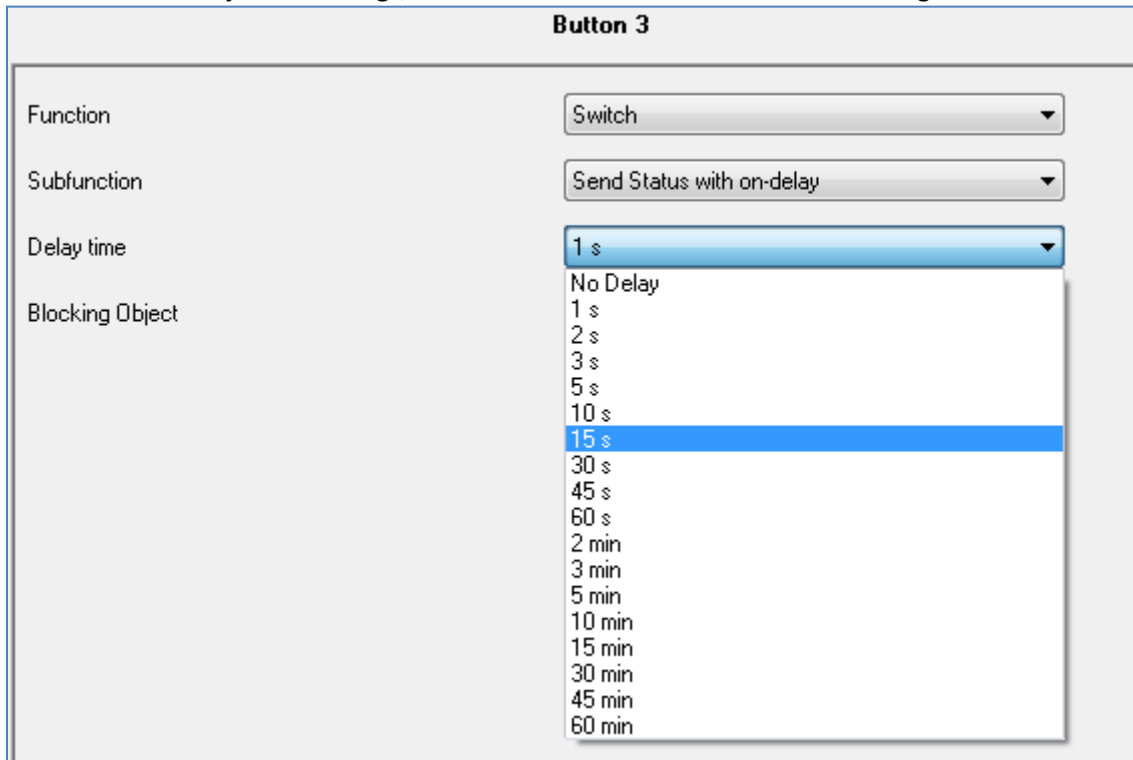 Button 3
Function Switch
Subfunction Send Status with on-delay
Delay time 1 s
No Delay
Blocking Object
1 s
2 s
3 s
5 s
10 s
15 s
30 s
45 s
60 s
2 min
3 min
5 min
10 min
15 min
30 min
45 min
60 min